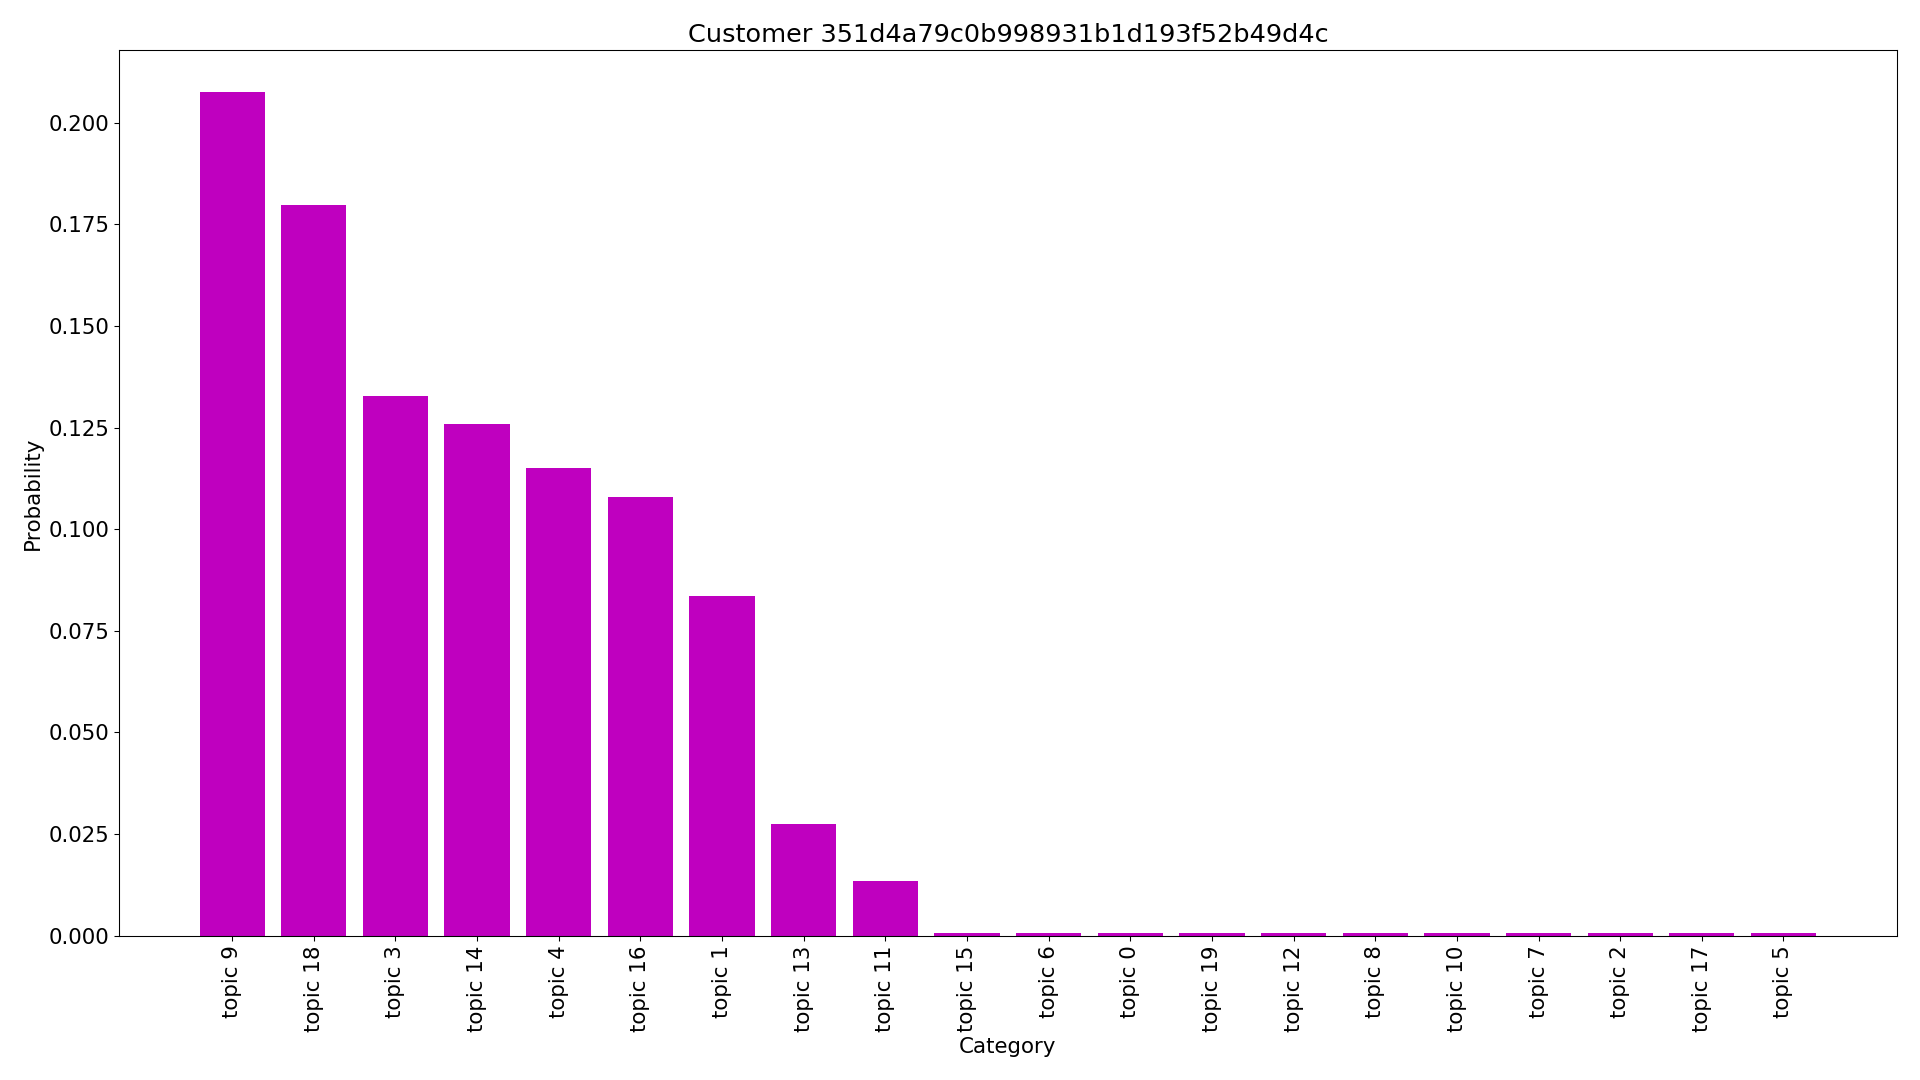 Customer 351d4a79c0b998931b1d193f52b49d4c
Probability
0.200
0.175
0.150
0.125
0.100
0.075
0.050
0.025
0.000
topic 9
topic 18
topic 3
topic 14
topic 4
topic 16
topic 1
topic 13
topic 11
topic 15
topic 6
topic 0
topic 19
topic 12
topic 8
topic 10
topic 7
topic 2
topic 17
topic 5
Category